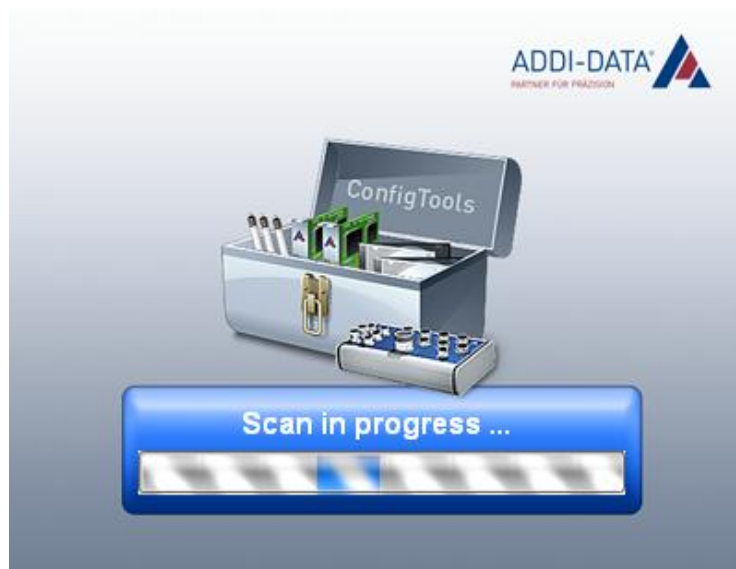 ADDI-DATA®
PARTNER FÜR PRÄZISION
ConfigTools
Scan in progress ...